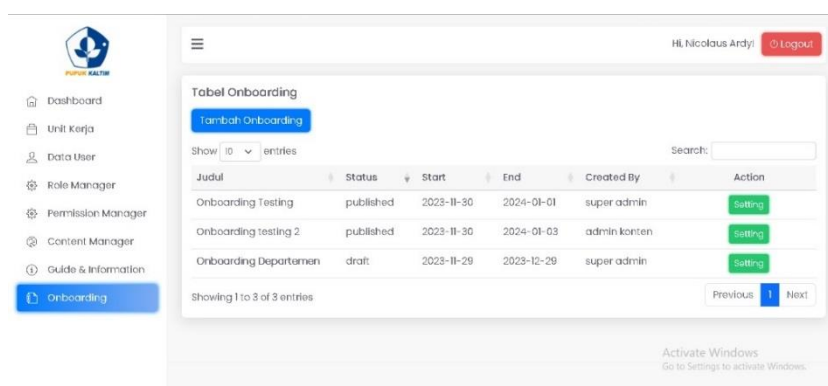 PUPUK KALTIM
Hi, Nicolaus Ardy!
Logout
Dashboard
Unit Kerja
Data User
Role Manager
Permission Manager
Content Manager
Guide & Information
Onboarding
Tabel Onboarding
Tambah Onboarding
Show 10 entries
Search:
Judul Status Start End Created By Action
Onboarding Testing published 2023-11-30 2024-01-01 super admin Setting
Onboarding testing 2 published 2023-11-30 2024-01-03 admin konten Setting
Onboarding Departemen draft 2023-11-29 2023-12-29 super admin Setting
Showing 1 to 3 of 3 entries
Previous 1 Next
Activate Windows
Go to Settings to activate Windows.